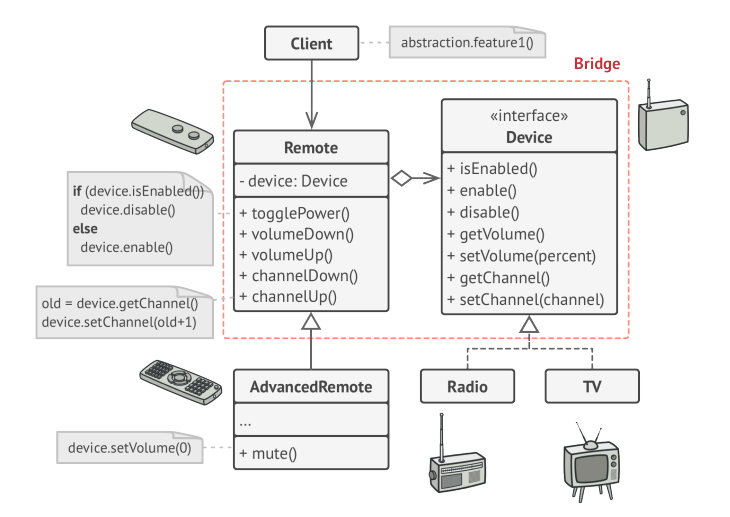 Client
abstraction.feature1()
Bridge
Remote
- device: Device
+ togglePower()
+ volumeDown()
+ volumeUp()
+ channelDown()
+ channelUp()
«interface»
Device
+ isEnabled()
+ enable()
+ disable()
+ getVolume()
+ setVolume(percent)
+ getChannel()
+ setChannel(channel)
if (device.isEnabled())
device.disable()
else
device.enable()
old = device.getChannel()
device.setChannel(old+1)
AdvancedRemote
...
+ mute()
device.setVolume(0)
Radio
TV